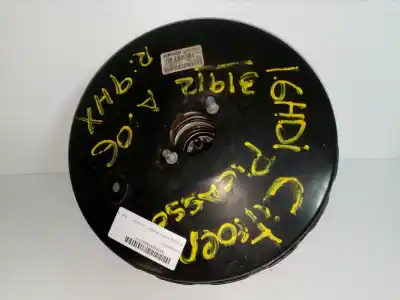 1.6HDI
CiTROEN
PiCASSO
31912
A:06
R:9HX